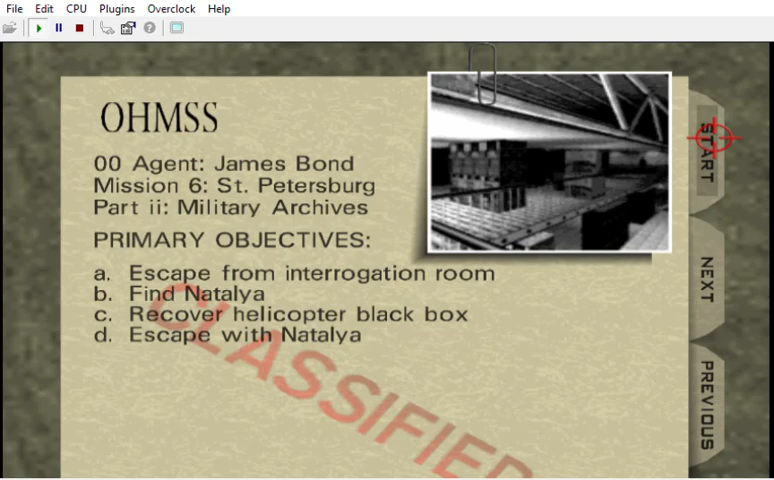 File Edit CPU Plugins Overclock Help
OHMSS
00 Agent: James Bond
Mission 6: St. Petersburg
Part ii: Military Archives
PRIMARY OBJECTIVES:
a. Escape from interrogation room
b. Find Natalya
c. Recover helicopter black box
d. Escape with Natalya
CLASSIFIED
START
NEXT
PREVIOUS